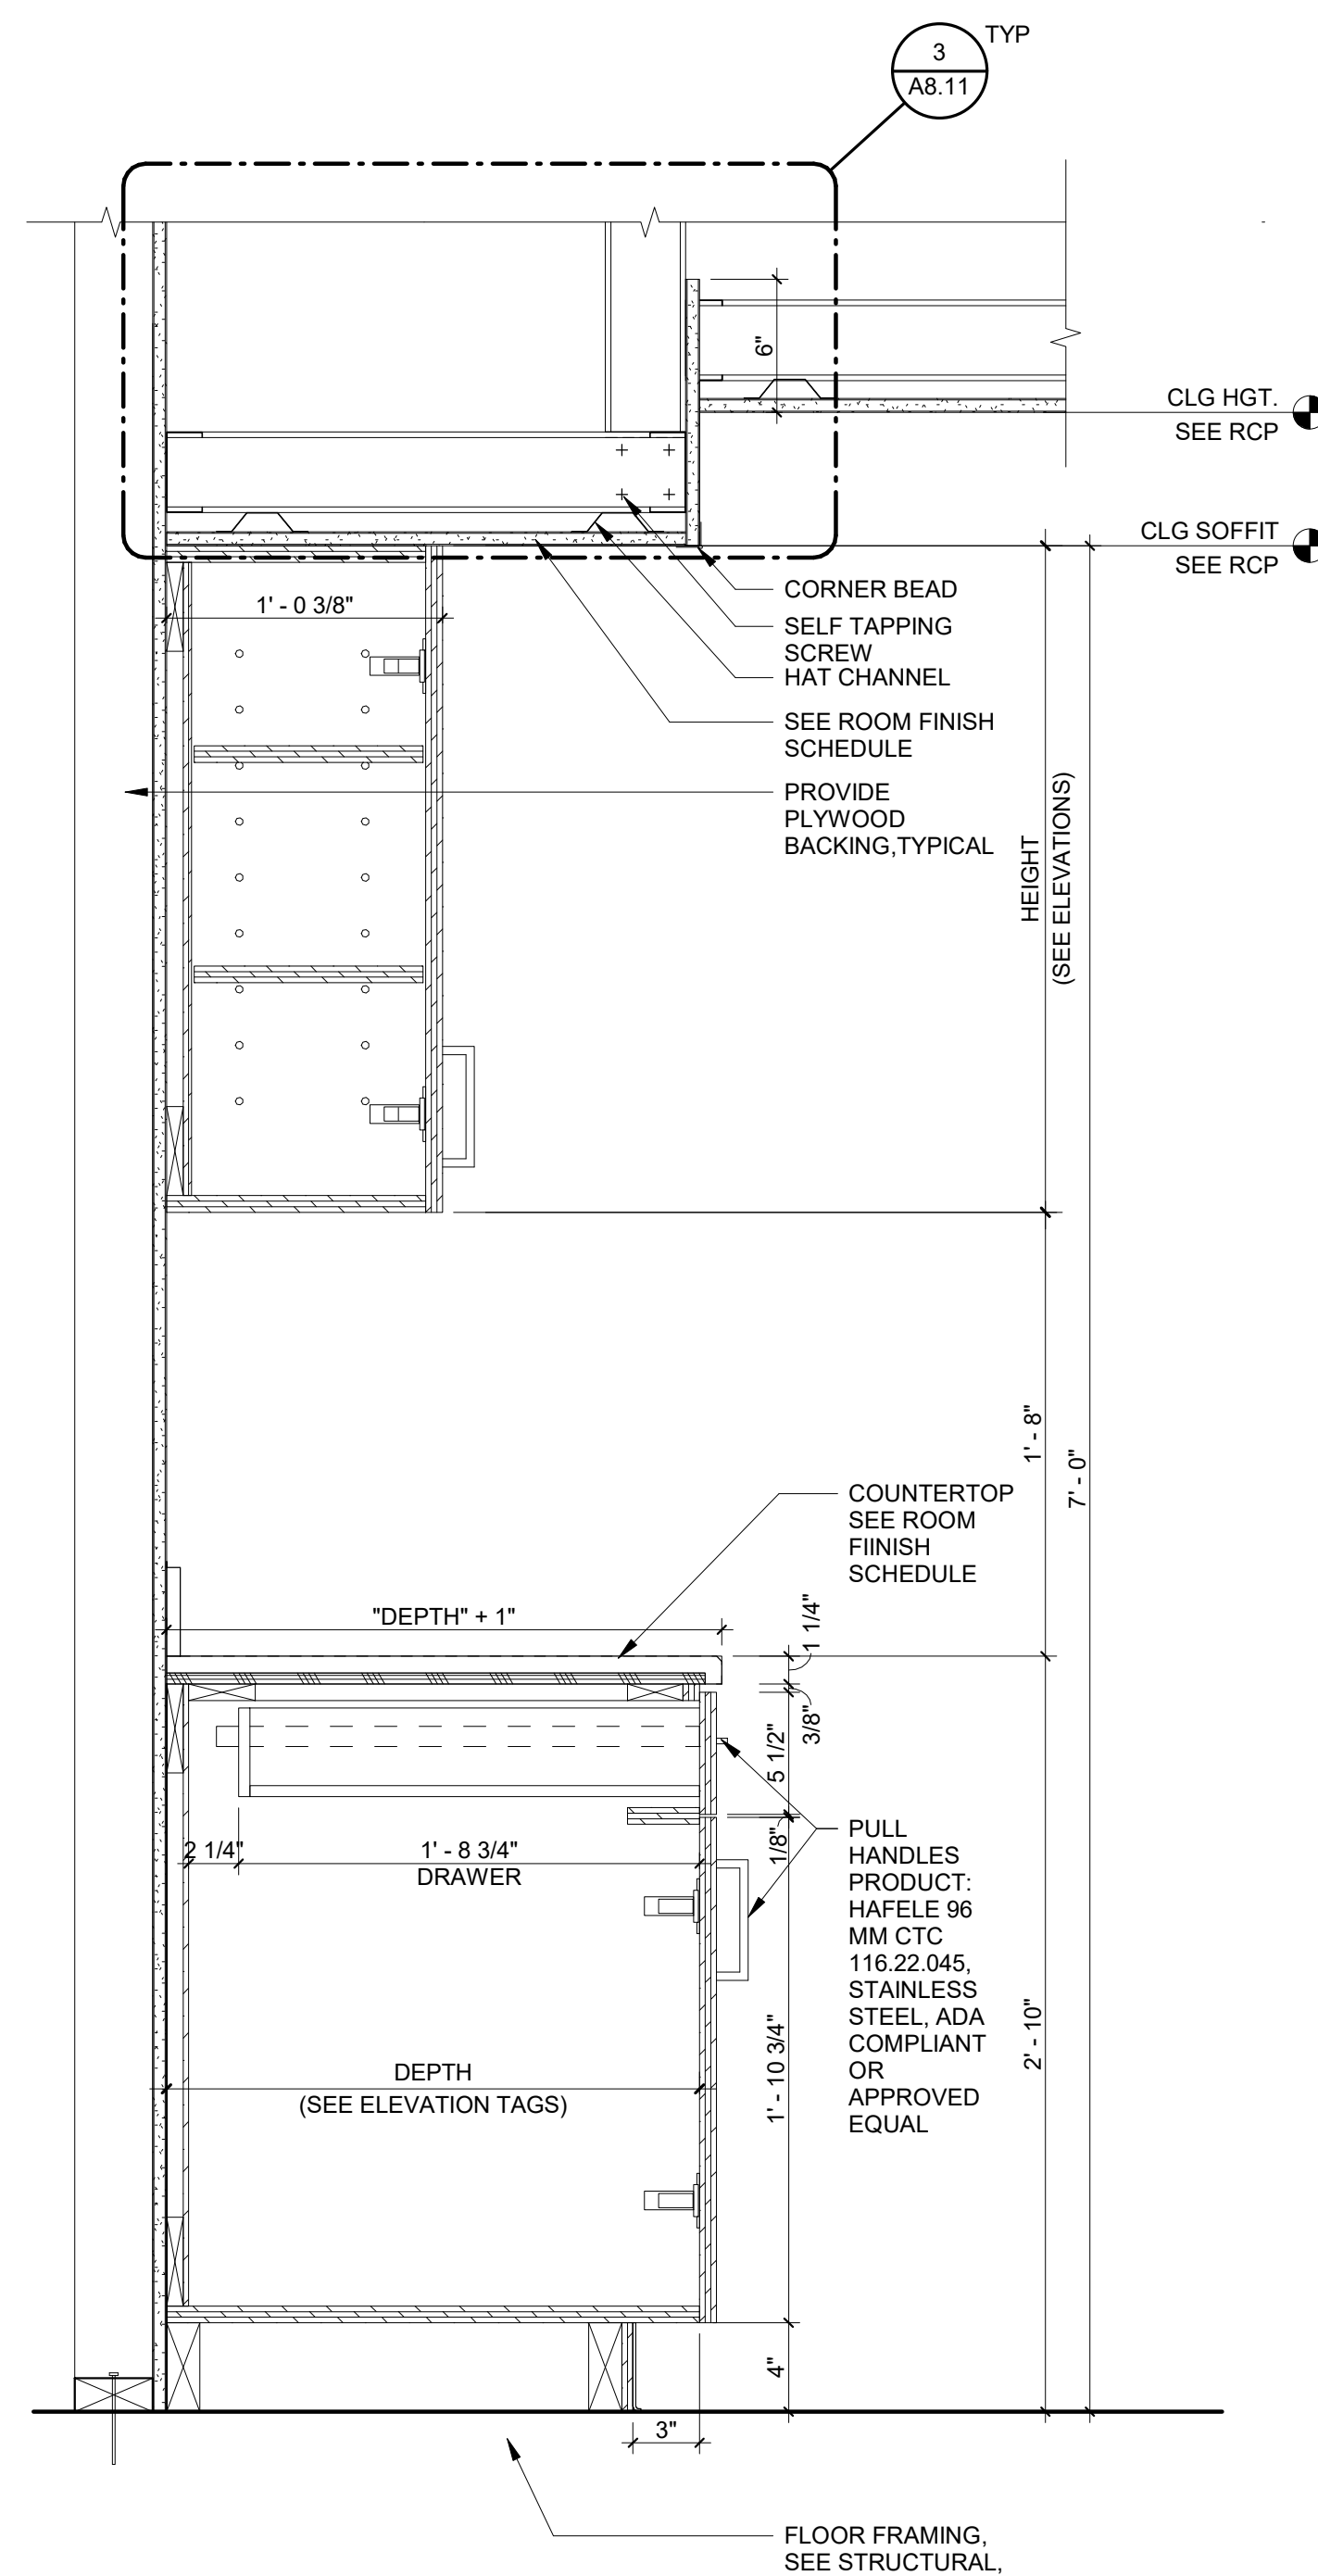 3
A8.11
TYP
6"
CLG HGT.
SEE RCP
CLG SOFFIT
SEE RCP
CORNER BEAD
SELF TAPPING
SCREW
HAT CHANNEL
SEE ROOM FINISH
SCHEDULE
PROVIDE
PLYWOOD
BACKING,TYPICAL
1' - 0 3/8"
HEIGHT
(SEE ELEVATIONS)
1' - 8"
7' - 0"
COUNTERTOP
SEE ROOM
FIINISH
SCHEDULE
"DEPTH" + 1"
1 1/4"
3/8"
5 1/2"
1/8"
2 1/4"
1' - 8 3/4"
DRAWER
PULL
HANDLES
PRODUCT:
HAFELE 96
MM CTC
116.22.045,
STAINLESS
STEEL, ADA
COMPLIANT
OR
APPROVED
EQUAL
1' - 10 3/4"
2' - 10"
DEPTH
(SEE ELEVATION TAGS)
4"
3"
FLOOR FRAMING,
SEE STRUCTURAL,